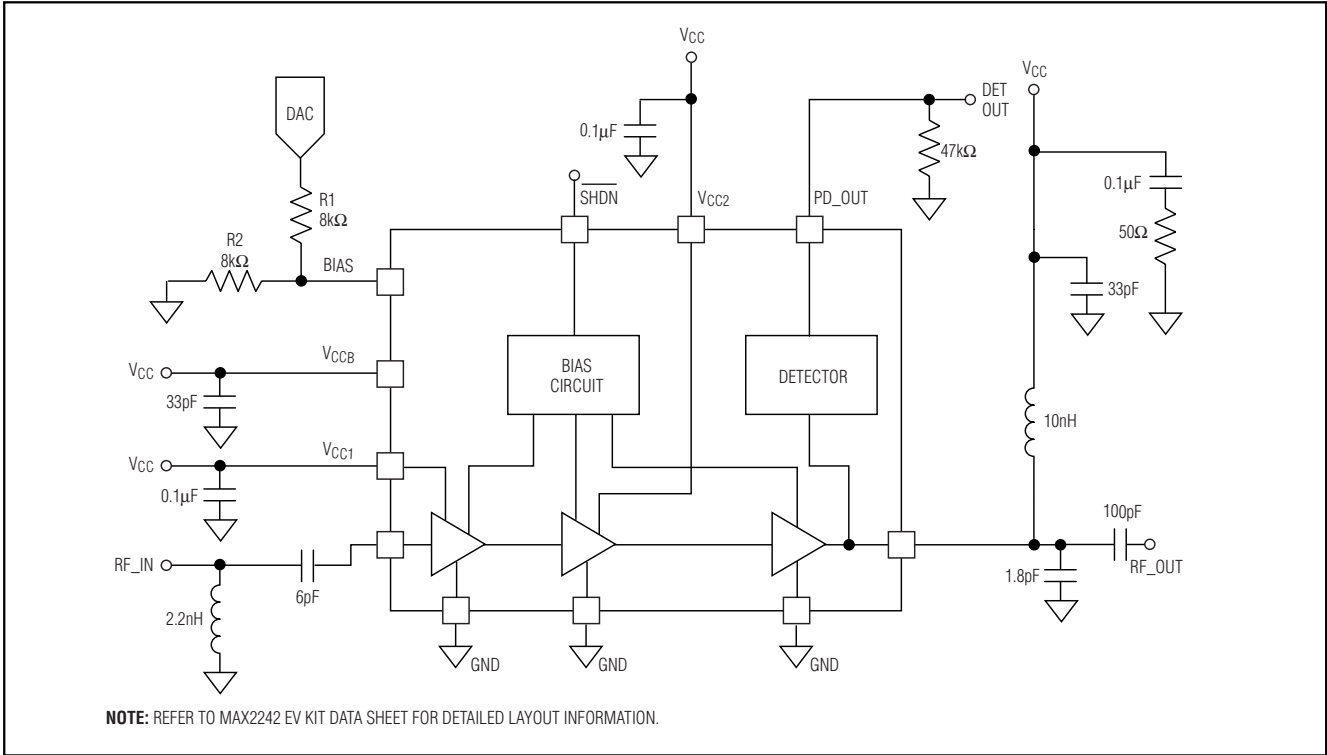 VCC
VCC
DAC
DET
OUT
0.1µF
47kΩ
0.1µF
SHDN
VCC2
PD_OUT
R1
8kΩ
50Ω
R2
8kΩ
BIAS
33pF
VCCB
VCC
BIAS
CIRCUIT
DETECTOR
33pF
10nH
VCC1
VCC
0.1µF
100pF
RF_IN
RF_OUT
6pF
1.8pF
2.2nH
GND
GND
GND
NOTE: REFER TO MAX2242 EV KIT DATA SHEET FOR DETAILED LAYOUT INFORMATION.